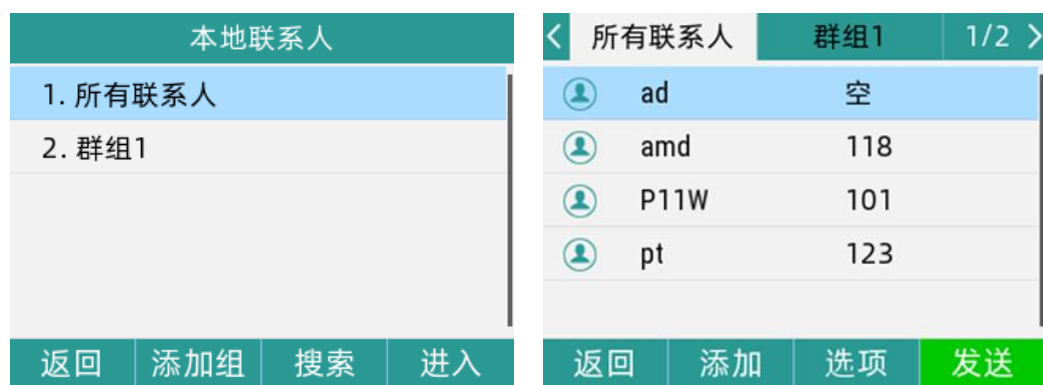 本地联系人
1. 所有联系人
2. 群组1
返回 添加组 搜索 进入
所有联系人 群组1 1/2
ad 空
amd 118
P11W 101
pt 123
返回 添加 选项 发送